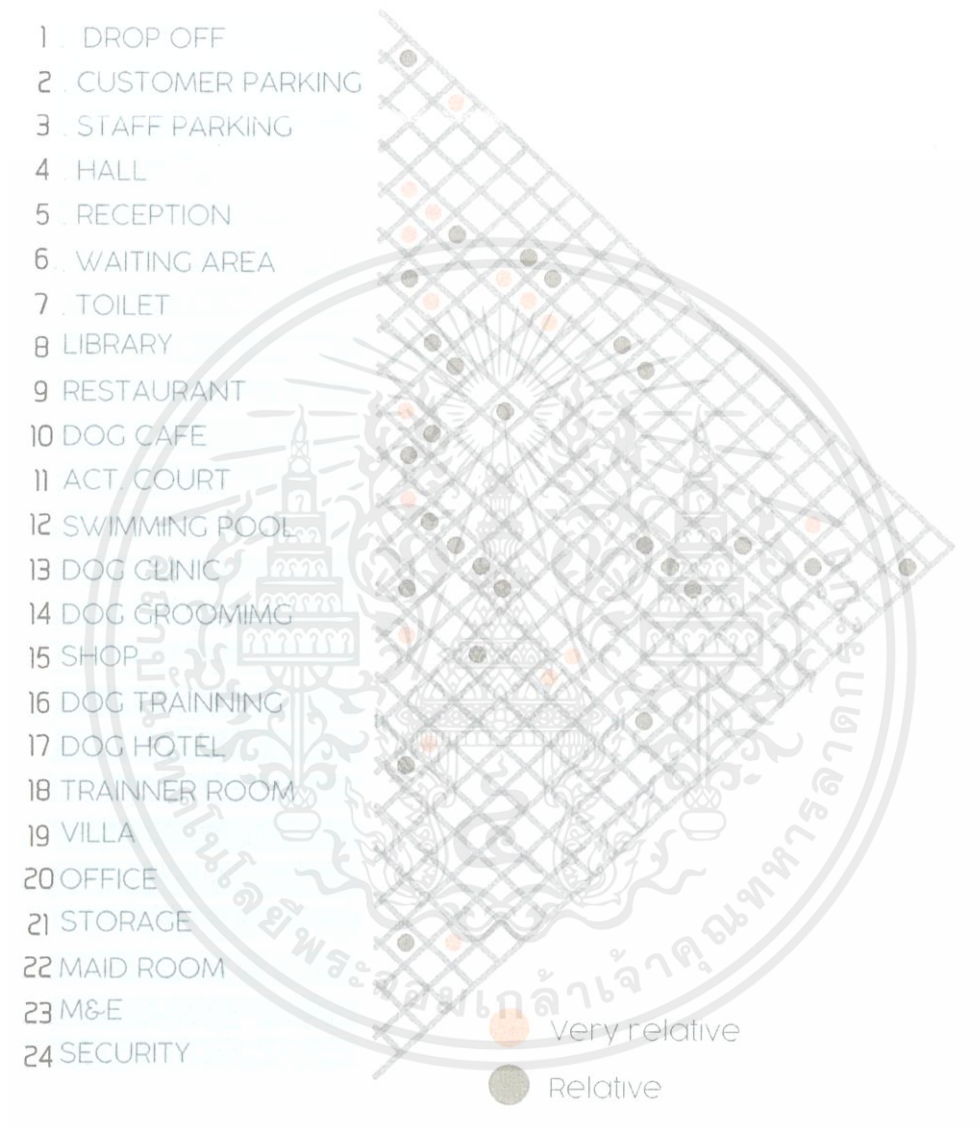 1 . DROP OFF
2 . CUSTOMER PARKING
3 . STAFF PARKING
4 . HALL
5 . RECEPTION
6 . WAITING AREA
7 . TOILET
8 LIBRARY
9 RESTAURANT
10 DOG CAFE
11 ACT. COURT
12 SWIMMING POOL
13 DOG CLINIC
14 DOG GROOMIMG
15 SHOP
16 DOG TRAINNING
17 DOG HOTEL
18 TRAINNER ROOM
19 VILLA
20 OFFICE
21 STORAGE
22 MAID ROOM
23 M&E
24 SECURITY
Very relative
Relative